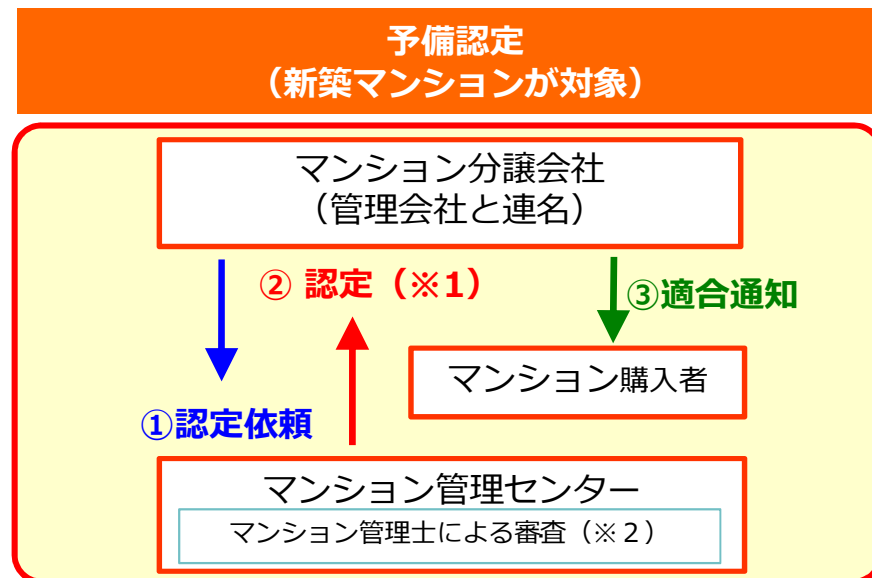 予備認定
（新築マンションが対象）
マンション分譲会社
（管理会社と連名）
② 認定（※1）
③適合通知
マンション購入者
①認定依頼
マンション管理センター
マンション管理士による審査（※２）